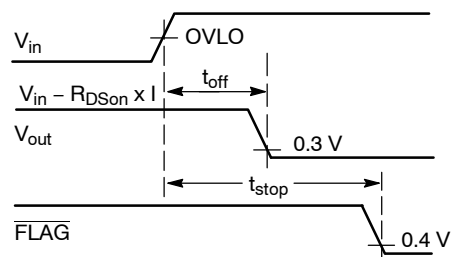 V_in
OVLO
V_in – R_DSon x I
t_off
V_out
0.3 V
t_stop
FLAG
0.4 V